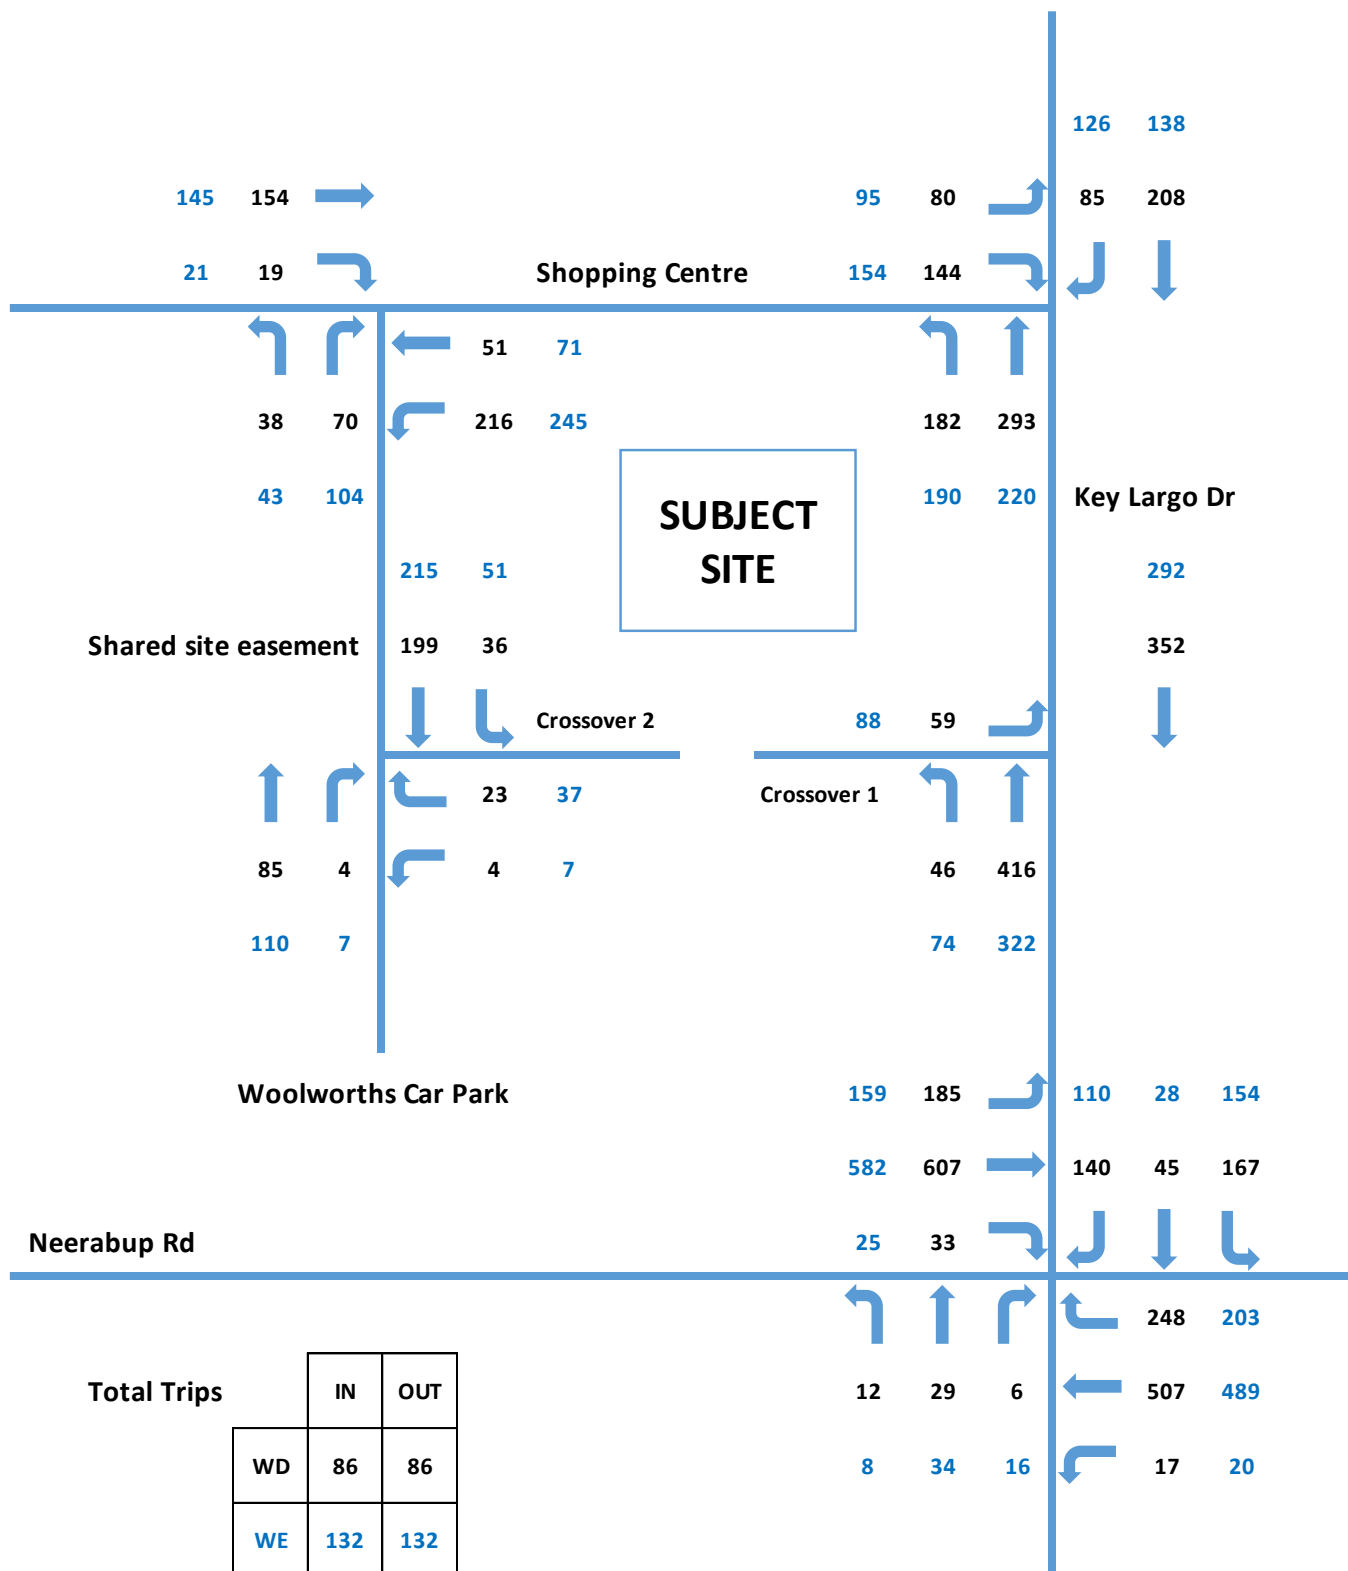 126 138
145 154 95 80 85 208
21 19 Shopping Centre 154 144
51 71
38 70 216 245 182 293
43 104 SUBJECT 190 220 Key Largo Dr
215 51 SITE 292
Shared site easement 199 36 352
Crossover 2 88 59
23 37 Crossover 1
85 4 4 7 46 416
110 7 74 322
Woolworths Car Park 159 185 110 28 154
582 607 140 45 167
Neerabup Rd 25 33
248 203
Total Trips IN OUT 12 29 6 507 489
WD 86 86 8 34 16 17 20
WE 132 132